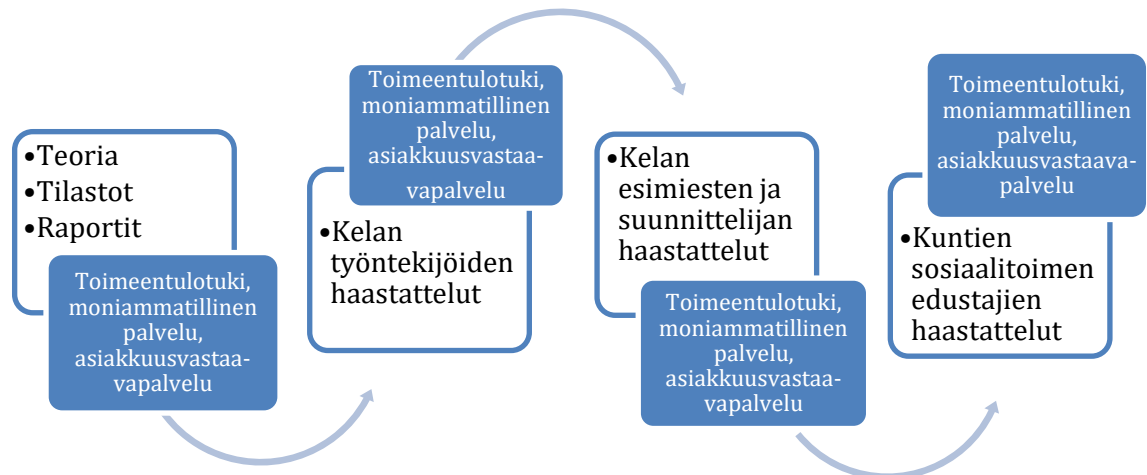 •Teoria
•Tilastot
•Raportit
Toimeentulotuki,
moniammatillinen
palvelu,
asiakkuusvastaa-
vapalvelu
Toimeentulotuki,
moniammatillinen
palvelu,
asiakkuusvastaa-
vapalvelu
•Kelan
työntekijöiden
haastattelut
•Kelan
esimiesten ja
suunnittelijan
haastattelut
Toimeentulotuki,
moniammatillinen
palvelu,
asiakkuusvastaa-
vapalvelu
Toimeentulotuki,
moniammatillinen
palvelu,
asiakkuusvastaava-
palvelu
•Kuntien
sosiaalitoimen
edustajien
haastattelut